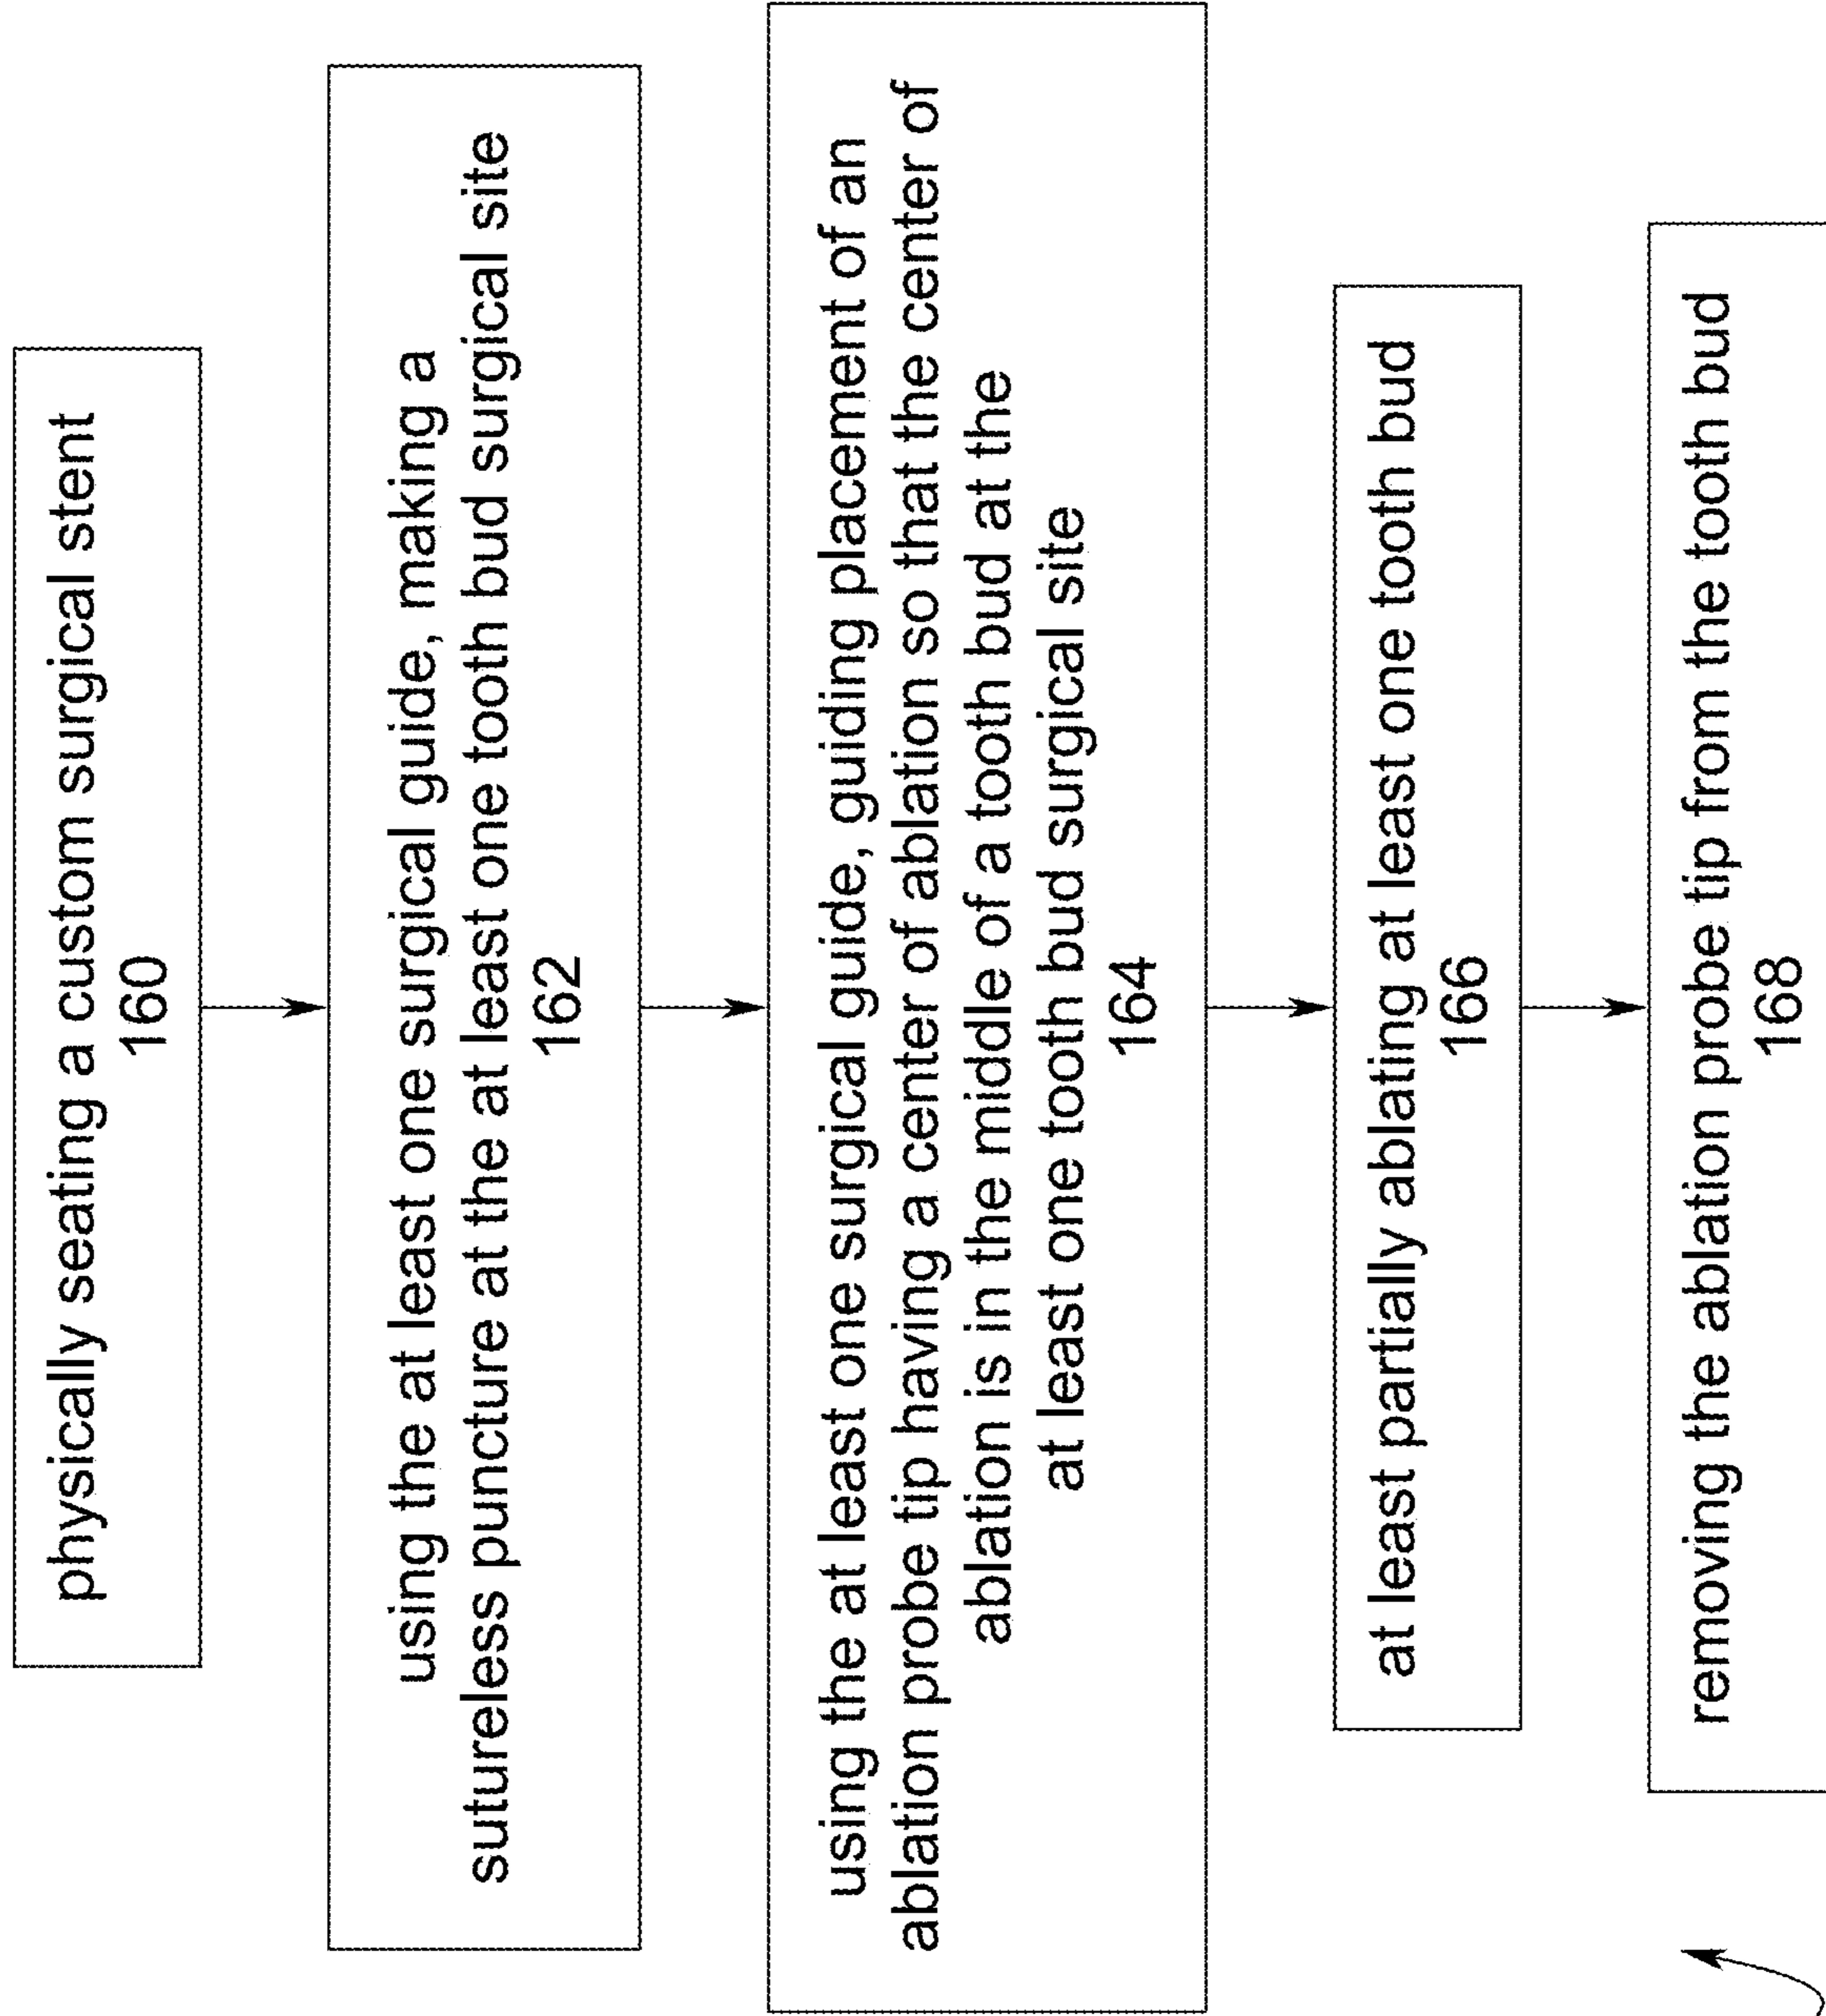 physically seating a custom surgical stent
160
using the at least one surgical guide, making a
sutureless puncture at the at least one tooth bud surgical site
162
using the at least one surgical guide, guiding placement of an
ablation probe tip having a center of ablation so that the center of
ablation is in the middle of a tooth bud at the
at least one tooth bud surgical site
164
at least partially ablating at least one tooth bud
166
removing the ablation probe tip from the tooth bud
168